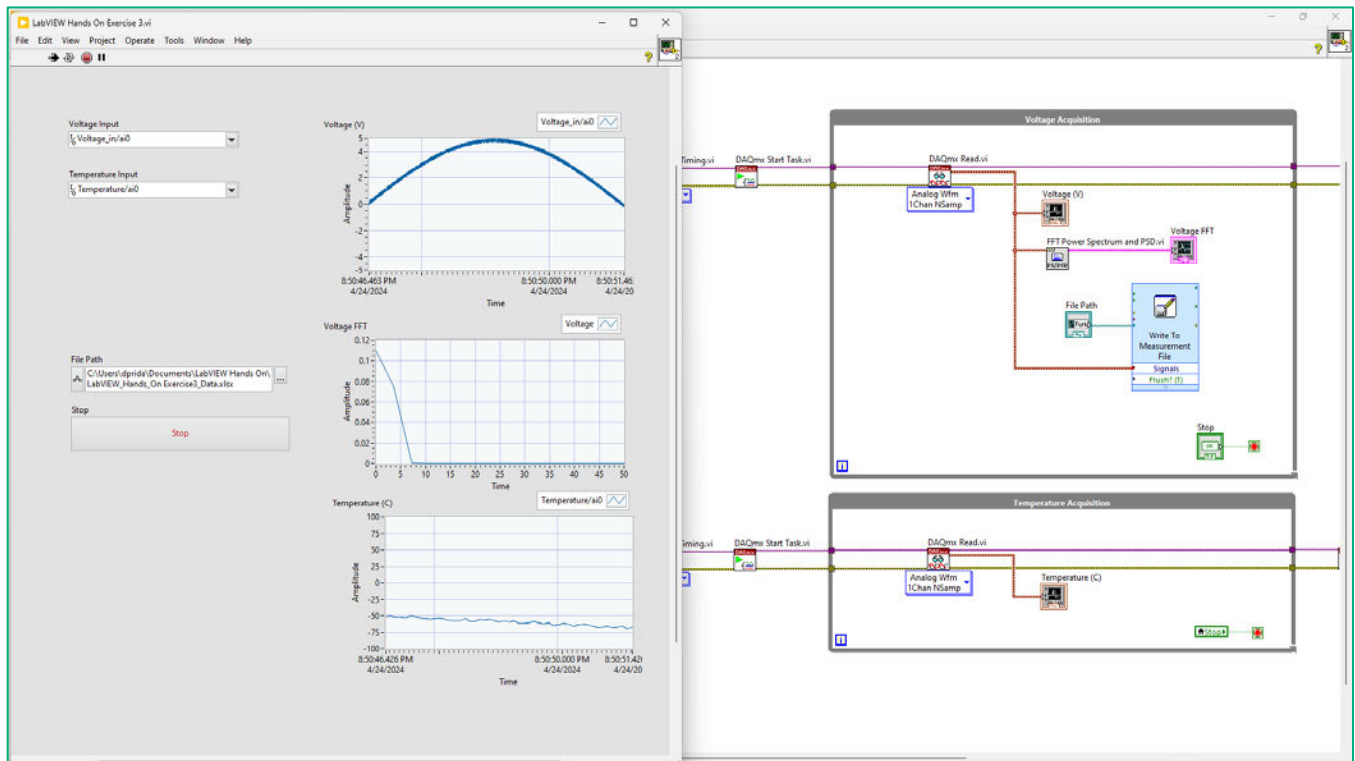 LabVIEW Hands On Exercise 3.vi
File Edit View Project Operate Tools Window Help
Voltage Input
Voltage_in/ai0
Temperature Input
Temperature/ai0
File Path
C:\Users\dprida\Documents\LabVIEW Hands On\
LabVIEW_Hands_On Exercise3_Data.xlsx
...
Stop
Stop
Voltage (V)
Voltage_in/ai0
Amplitude
5
4
2
0
-2
-4
-5
8:50:46.463 PM 8:50:50.000 PM
4/24/2024 4/24/2024 4/24/20
Time
Voltage FFT
Voltage
Amplitude
0.12
0.1
0.08
0.06
0.04
0.02
0
0 5 10 15 20 25 30 35 40 45 50
Time
Temperature (C)
Temperature/ai0
Amplitude
100
75
50
25
0
-25
-50
-75
-100
8:50:46.426 PM 8:50:50.000 PM
4/24/2024 4/24/2024 4/24/20
Time
2
Voltage Acquisition
Timing.vi
DAQmx Start Task.vi
DAQmx Read.vi
Analog Wfm
1Chan NSamp
Voltage (V)
FFT Power Spectrum and PSD.vi
Voltage FFT
File Path
Write To
Measurement
File
Signals
Flush? (F)
Stop
i
Temperature Acquisition
Timing.vi
DAQmx Start Task.vi
DAQmx Read.vi
Analog Wfm
1Chan NSamp
Temperature (C)
Stop
i